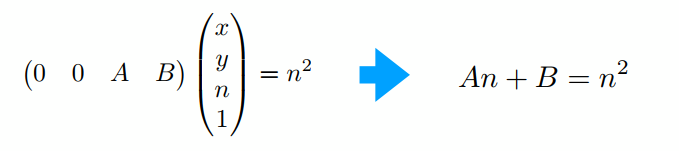 (0 0 A B) (x y n 1) = n² An + B = n²